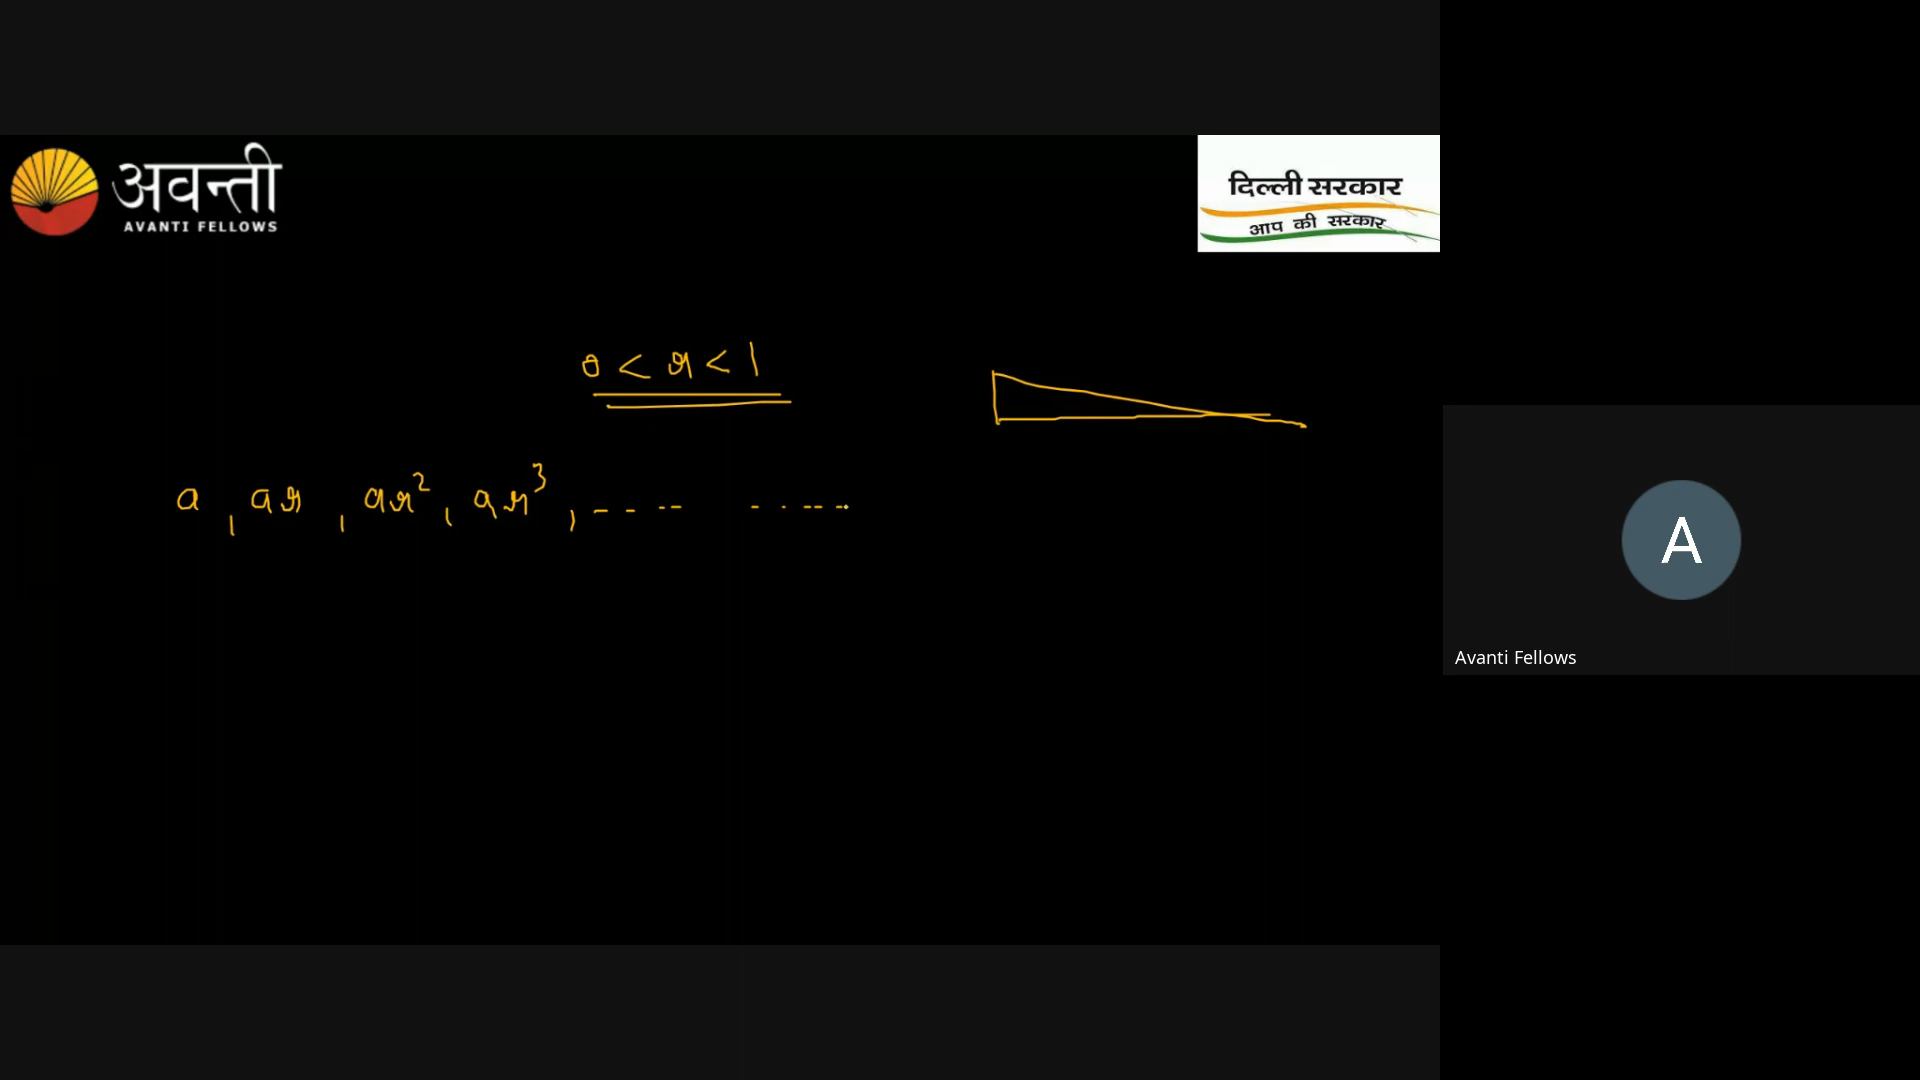 अवन्ती
AVANTI FELLOWS
दिल्ली सरकार
आप की सरकार
0 < r < 1
a , ar , ar² , ar³ , ---- -----
A
Avanti Fellows